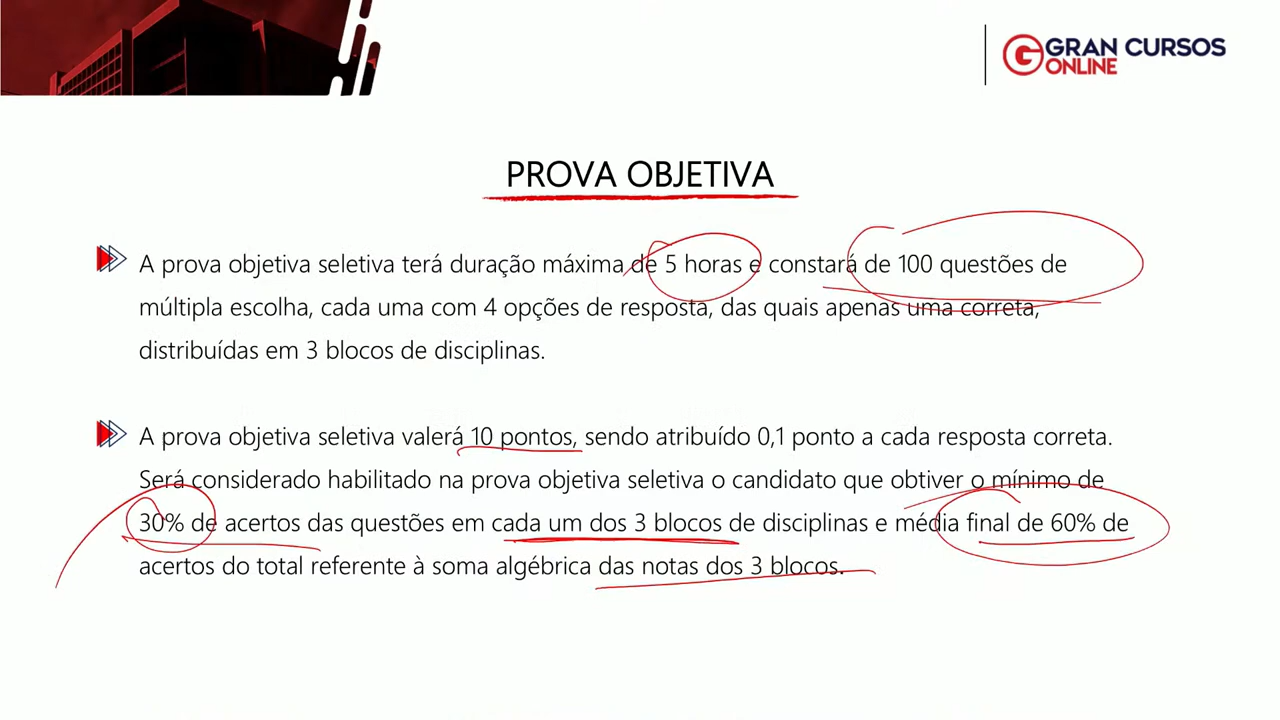 GRAN CURSOS
ONLINE
PROVA OBJETIVA
A prova objetiva seletiva terá duração máxima de 5 horas e constará de 100 questões de
múltipla escolha, cada uma com 4 opções de resposta, das quais apenas uma correta,
distribuídas em 3 blocos de disciplinas.
A prova objetiva seletiva valerá 10 pontos, sendo atribuído 0,1 ponto a cada resposta correta.
Será considerado habilitado na prova objetiva seletiva o candidato que obtiver o mínimo de
30% de acertos das questões em cada um dos 3 blocos de disciplinas e média final de 60% de
acertos do total referente à soma algébrica das notas dos 3 blocos.